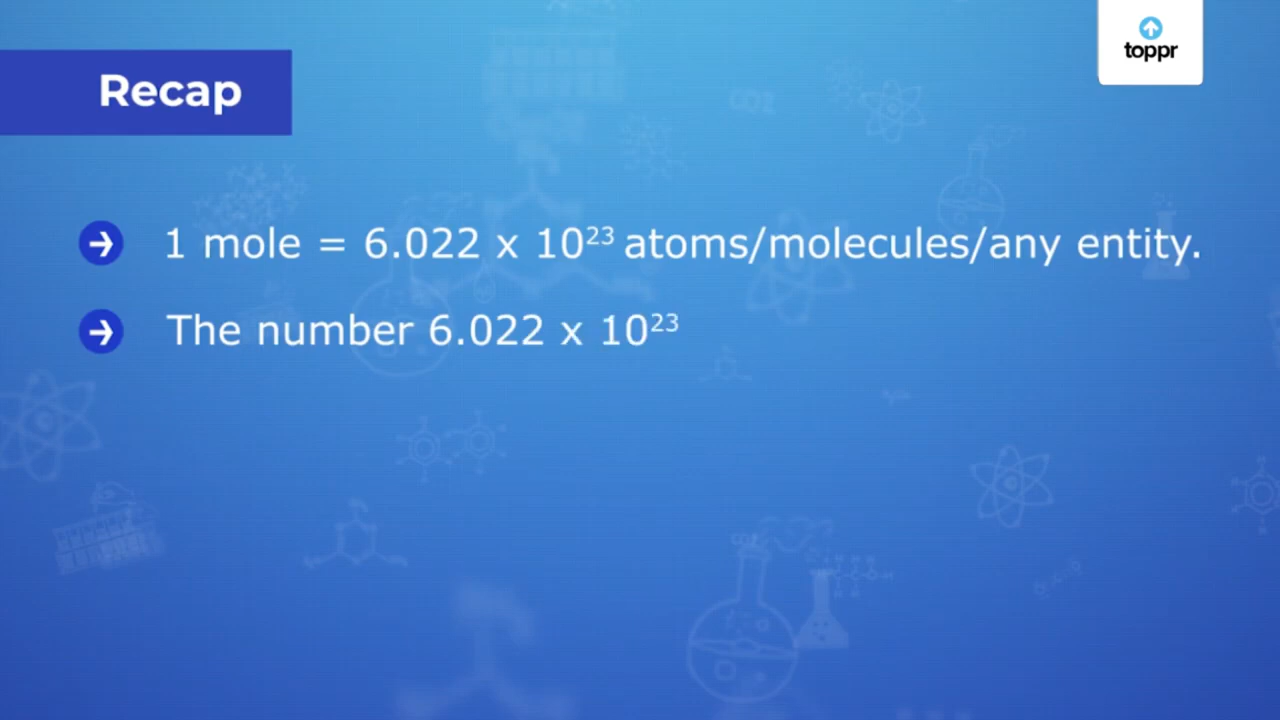 toppr
Recap
1 mole = 6.022 x 10²³ atoms/molecules/any entity.
The number 6.022 x 10²³